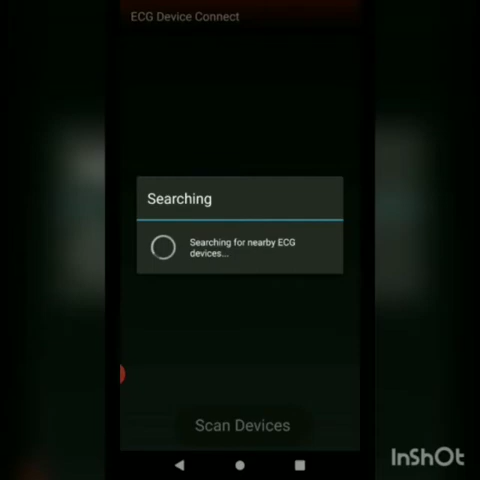 ECG Device Connect
Searching
Searching for nearby ECG
devices...
Scan Devices
InShOt